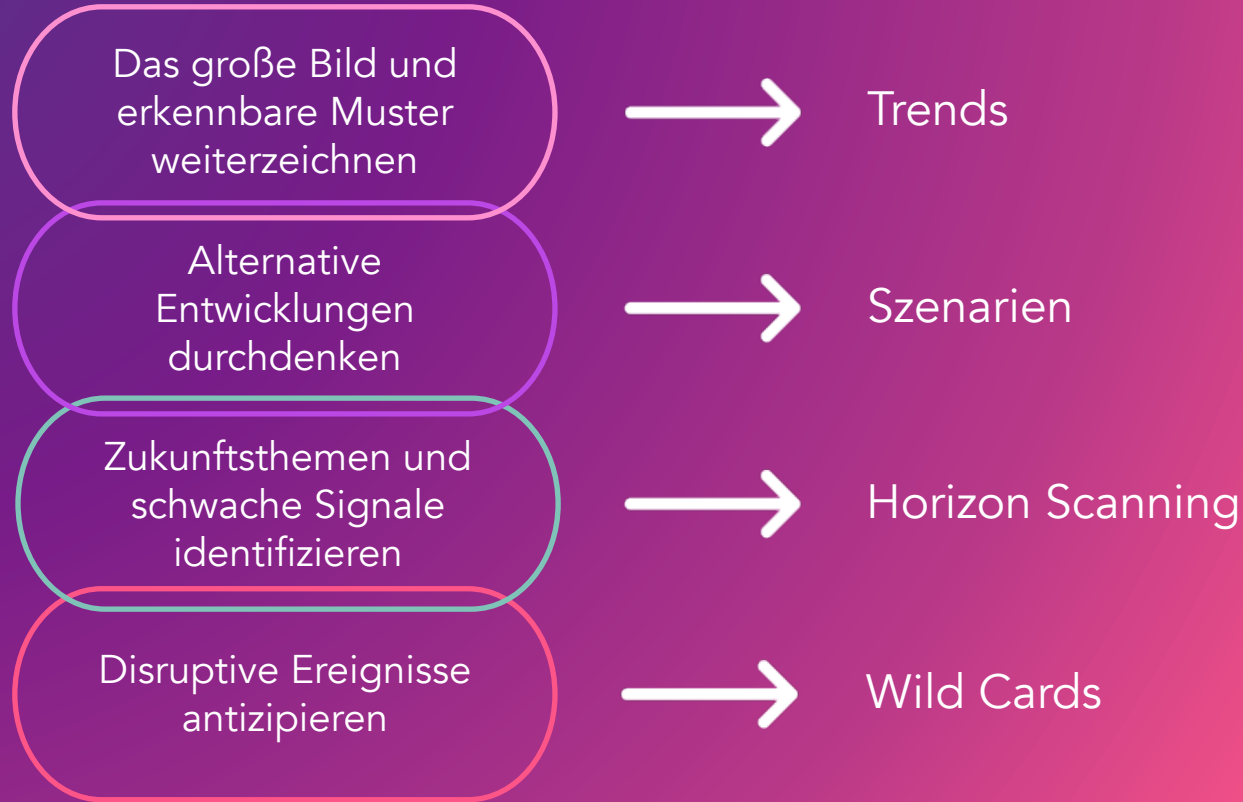 Das große Bild und
erkennbare Muster
weiterzeichnen
Trends
Alternative
Entwicklungen
durchdenken
Szenarien
Zukunftsthemen und
schwache Signale
identifizieren
Horizon Scanning
Disruptive Ereignisse
antizipieren
Wild Cards